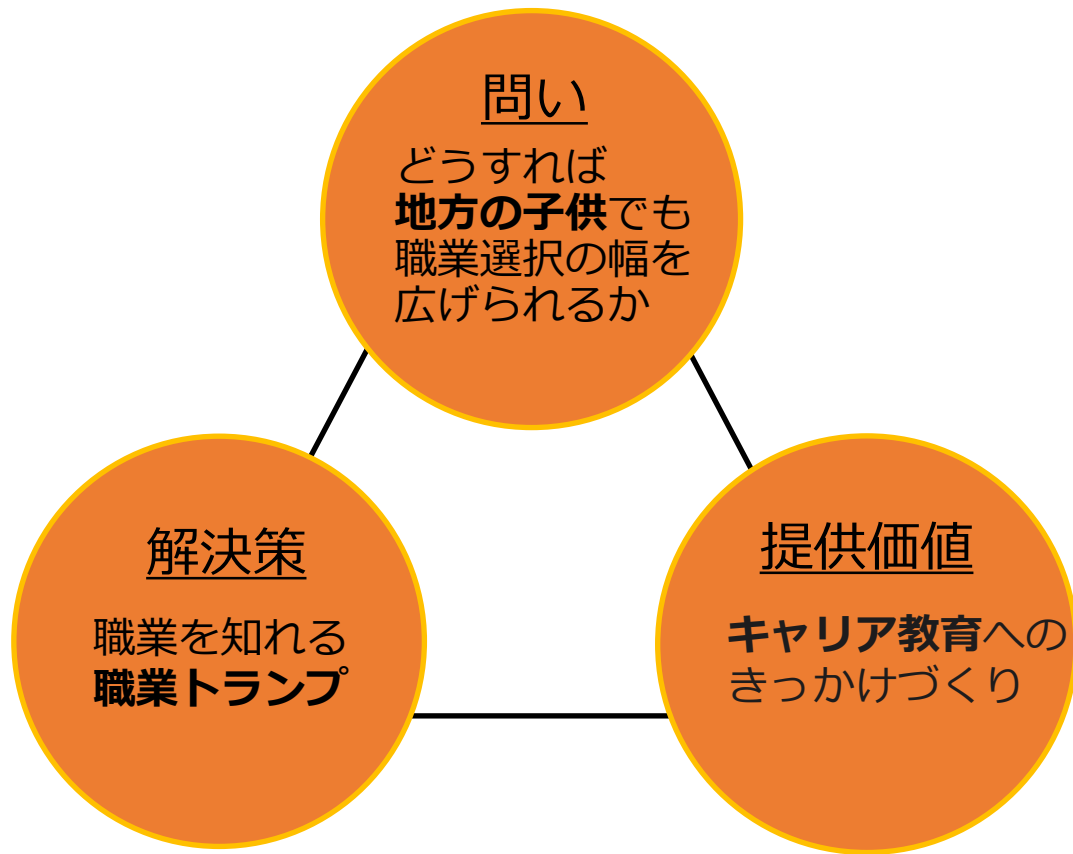 問い
どうすれば
地方の子供でも
職業選択の幅を
広げられるか
解決策
職業を知れる
職業トランプ
提供価値
キャリア教育への
きっかけづくり